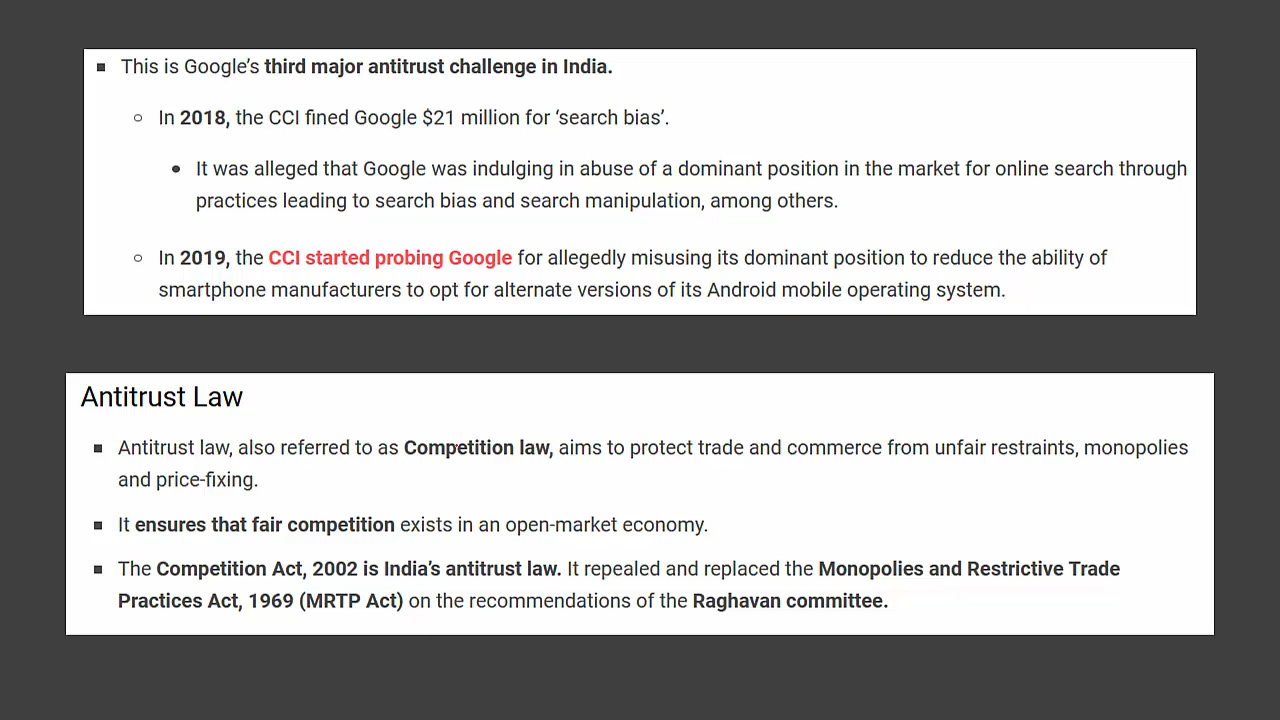 This is Google’s third major antitrust challenge in India.
In 2018, the CCI fined Google $21 million for ‘search bias’.
It was alleged that Google was indulging in abuse of a dominant position in the market for online search through
practices leading to search bias and search manipulation, among others.
In 2019, the CCI started probing Google for allegedly misusing its dominant position to reduce the ability of
smartphone manufacturers to opt for alternate versions of its Android mobile operating system.
Antitrust Law
Antitrust law, also referred to as Competition law, aims to protect trade and commerce from unfair restraints, monopolies
and price-fixing.
It ensures that fair competition exists in an open-market economy.
The Competition Act, 2002 is India’s antitrust law. It repealed and replaced the Monopolies and Restrictive Trade
Practices Act, 1969 (MRTP Act) on the recommendations of the Raghavan committee.